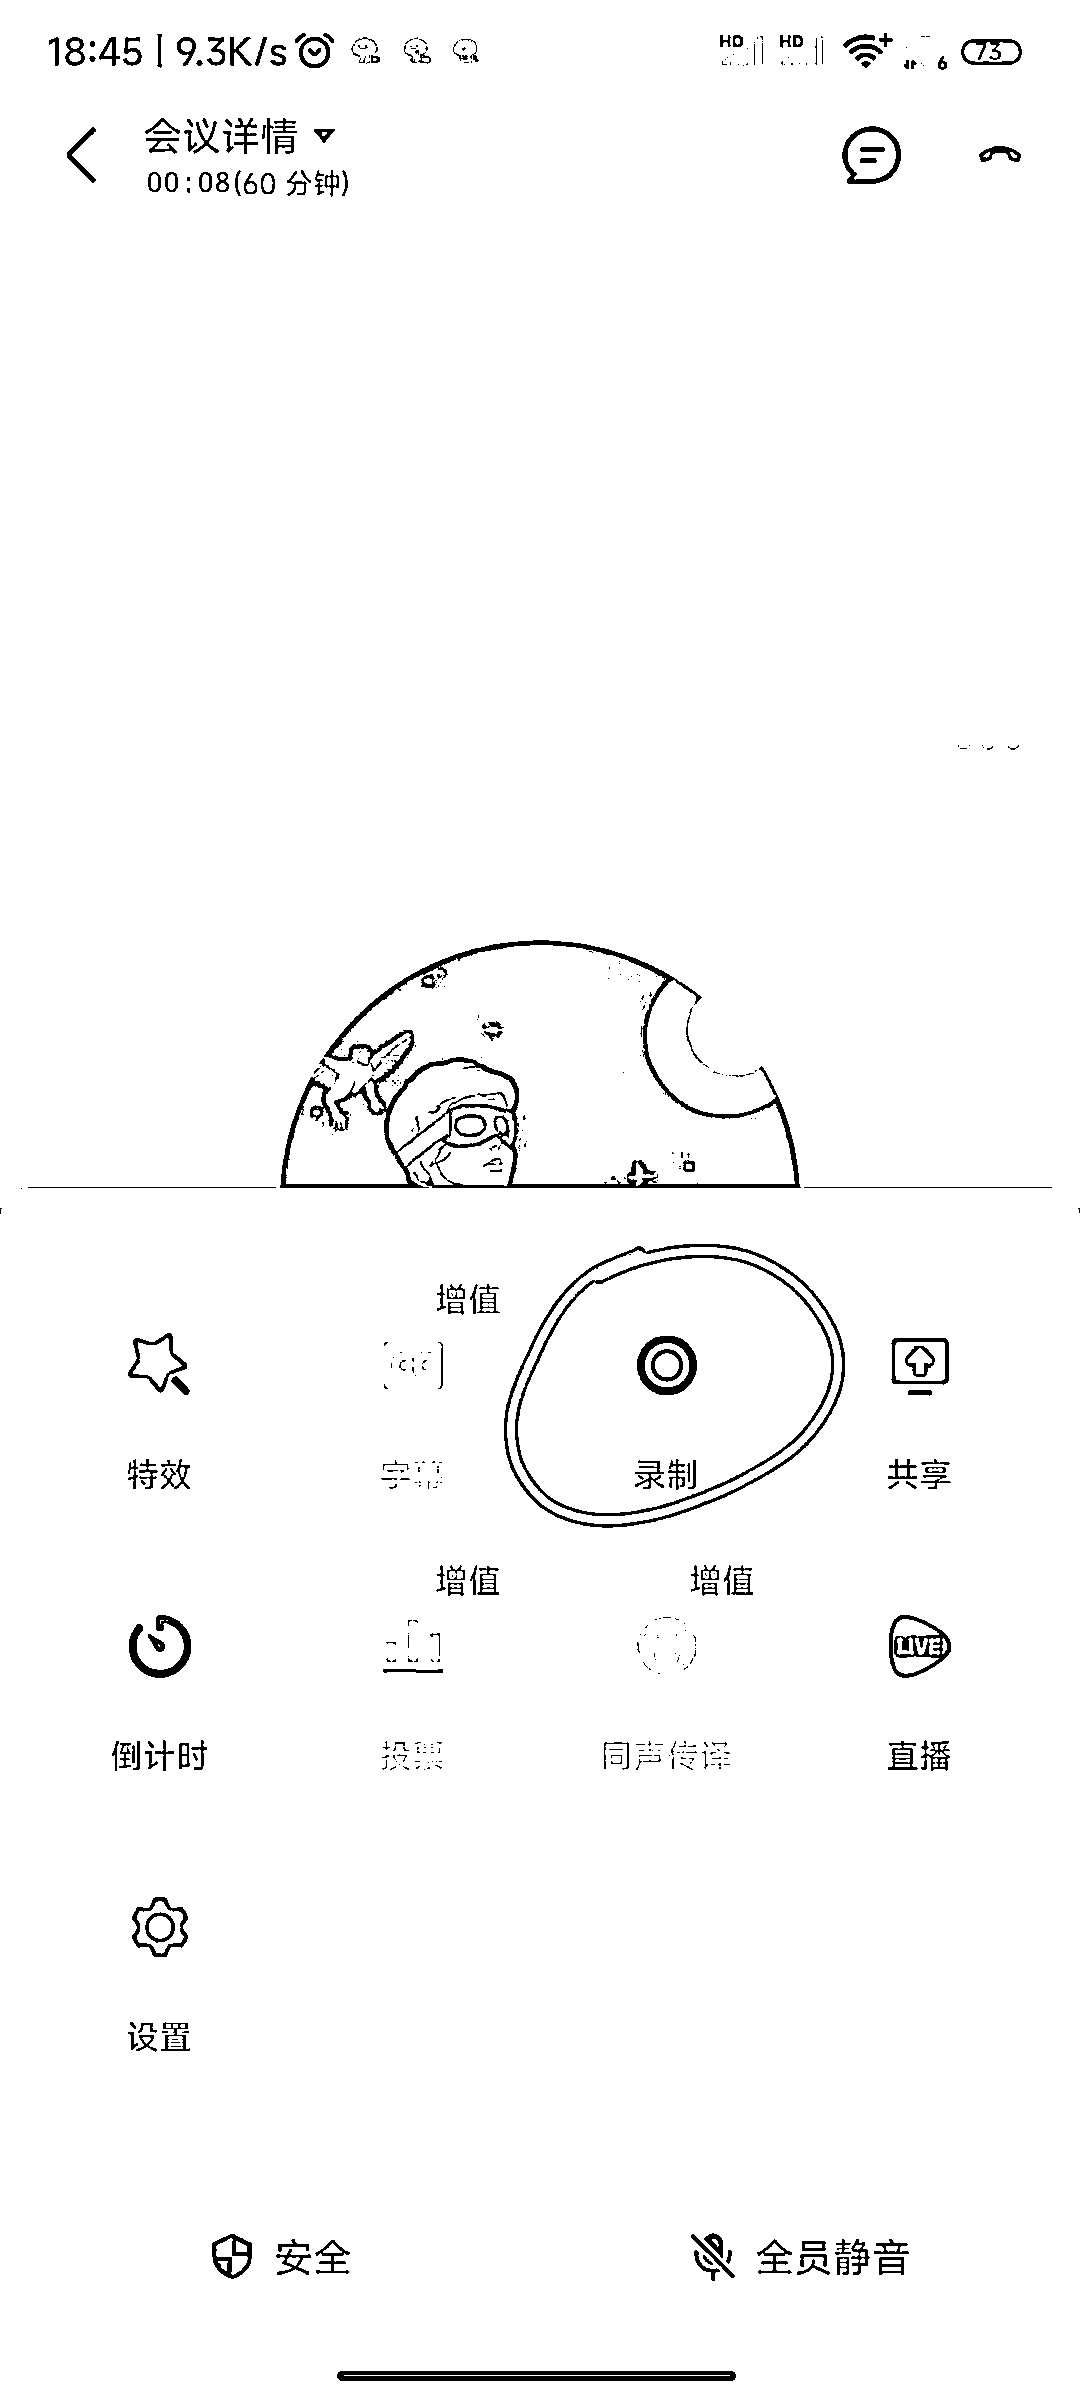 18:45 | 9.3K/s
HD HD 6 73
会议详情
00:08(60 分钟)
增值
特效 字幕 录制 共享
增值 增值
LIVE
倒计时 投票 同声传译 直播
设置
安全 全员静音